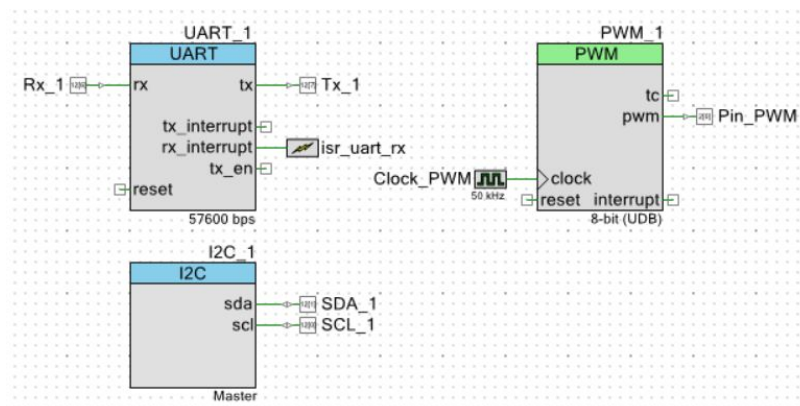 UART_1
UART
Rx_1
rx
tx
Tx_1
tx_interrupt
rx_interrupt
isr_uart_rx
tx_en
reset
57600 bps
PWM_1
PWM
tc
pwm
Pin_PWM
Clock_PWM
50 kHz
clock
reset interrupt
8-bit (UDB)
I2C_1
I2C
sda
SDA_1
scl
SCL_1
Master